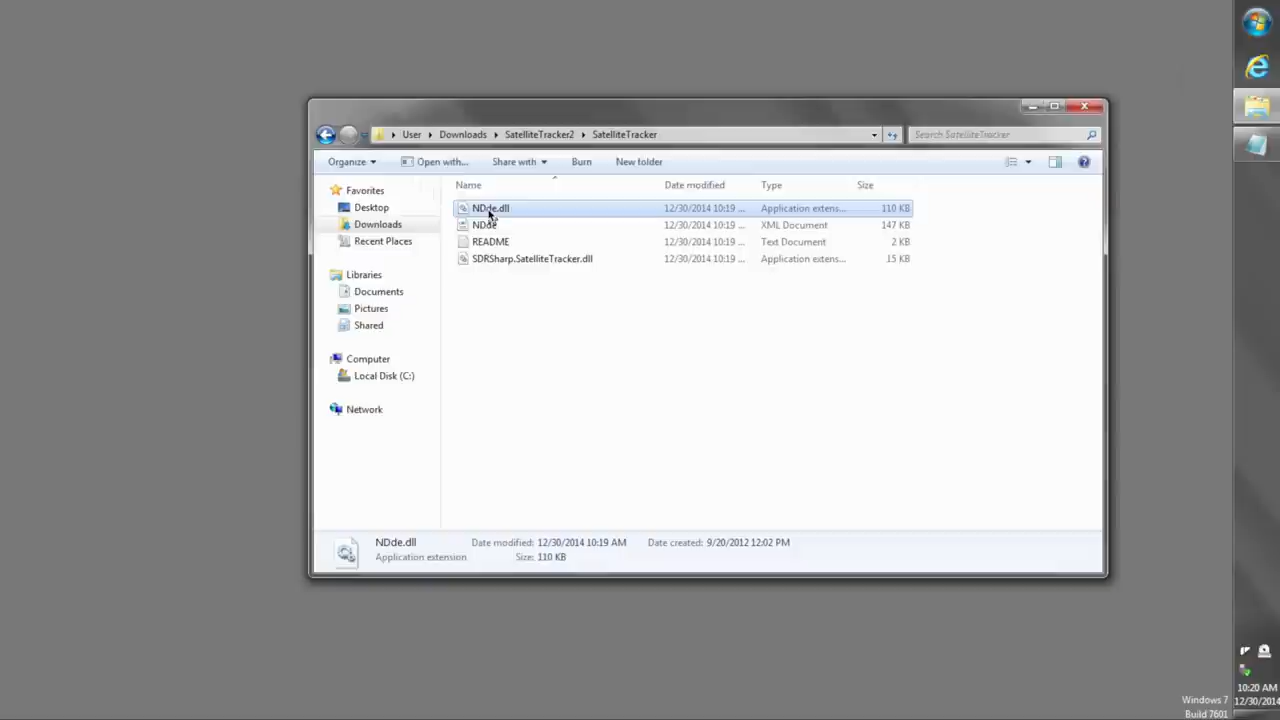 User Downloads SatelliteTracker2 SatelliteTracker
Search SatelliteTracker
Organize Open with... Share with Burn New folder
Name Date modified Type Size
Favorites
Desktop
Downloads
Recent Places
Libraries
Documents
Pictures
Shared
Computer
Local Disk (C:)
Network
NDde.dll 12/30/2014 10:19 ... Application extens... 110 KB
NDde 12/30/2014 10:19 ... XML Document 147 KB
README 12/30/2014 10:19 ... Text Document 2 KB
SDRSharp.SatelliteTracker.dll 12/30/2014 10:19 ... Application extens... 15 KB
NDde.dll Date modified: 12/30/2014 10:19 AM Date created: 9/20/2012 12:02 PM
Application extension Size: 110 KB
10:20 AM
12/30/2014
Windows 7
Build 7601